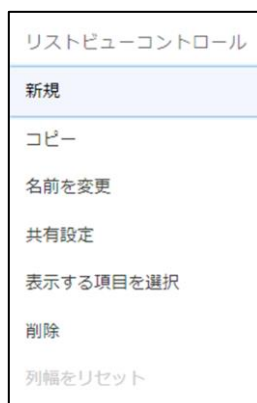 リストビューコントロール
新規
コピー
名前を変更
共有設定
表示する項目を選択
削除
列幅をリセット